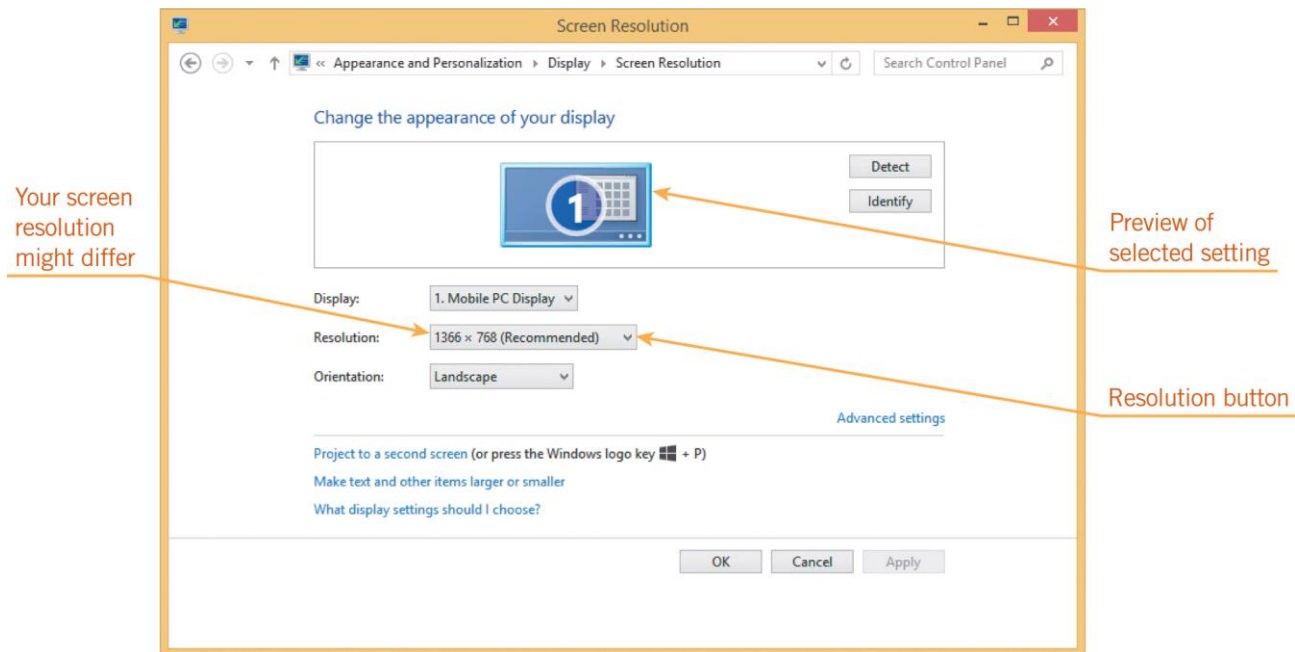 Screen Resolution
« Appearance and Personalization Display Screen Resolution
Search Control Panel
Change the appearance of your display
1
Detect
Identify
Your screen
resolution
might differ
Preview of
selected setting
Display: 1. Mobile PC Display
Resolution: 1366 × 768 (Recommended)
Orientation: Landscape
Resolution button
Advanced settings
Project to a second screen (or press the Windows logo key + P)
Make text and other items larger or smaller
What display settings should I choose?
OK Cancel Apply